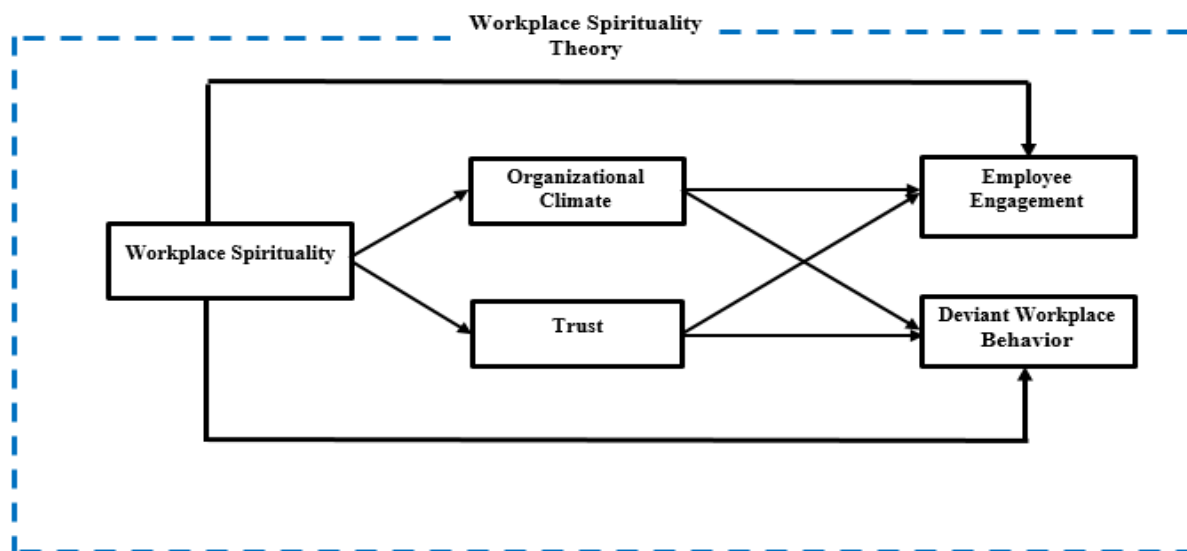 Workplace Spirituality
Theory
Organizational
Climate
Employee
Engagement
Workplace Spirituality
Trust
Deviant Workplace
Behavior